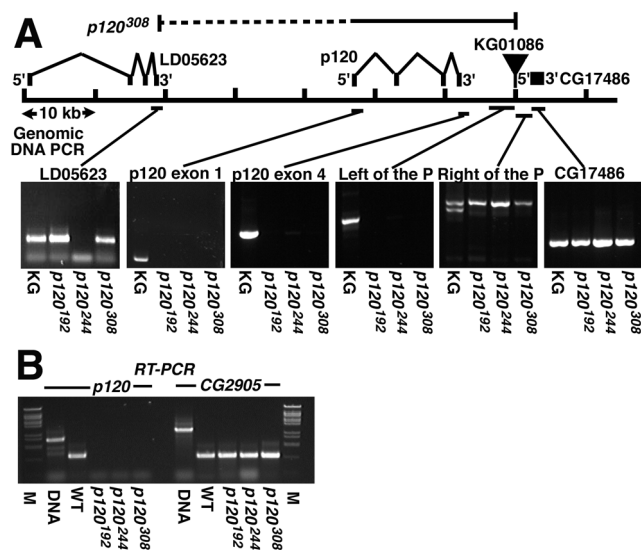 A
p120308
KG01086
LD05623
p120
5' 3' 5' 3' 5' 3' CG17486
10 kb
Genomic
DNA PCR
LD05623 p120 exon 1 p120 exon 4 Left of the P Right of the P CG17486
KG p120192 p120244 p120308 KG p120192 p120244 p120308 KG p120192 p120244 p120308 KG p120192 p120244 p120308 KG p120192 p120244 p120308 KG p120192 p120244 p120308
B
RT-PCR
p120 CG2905
M DNA WT p120192 p120244 p120308 DNA WT p120192 p120244 p120308 M